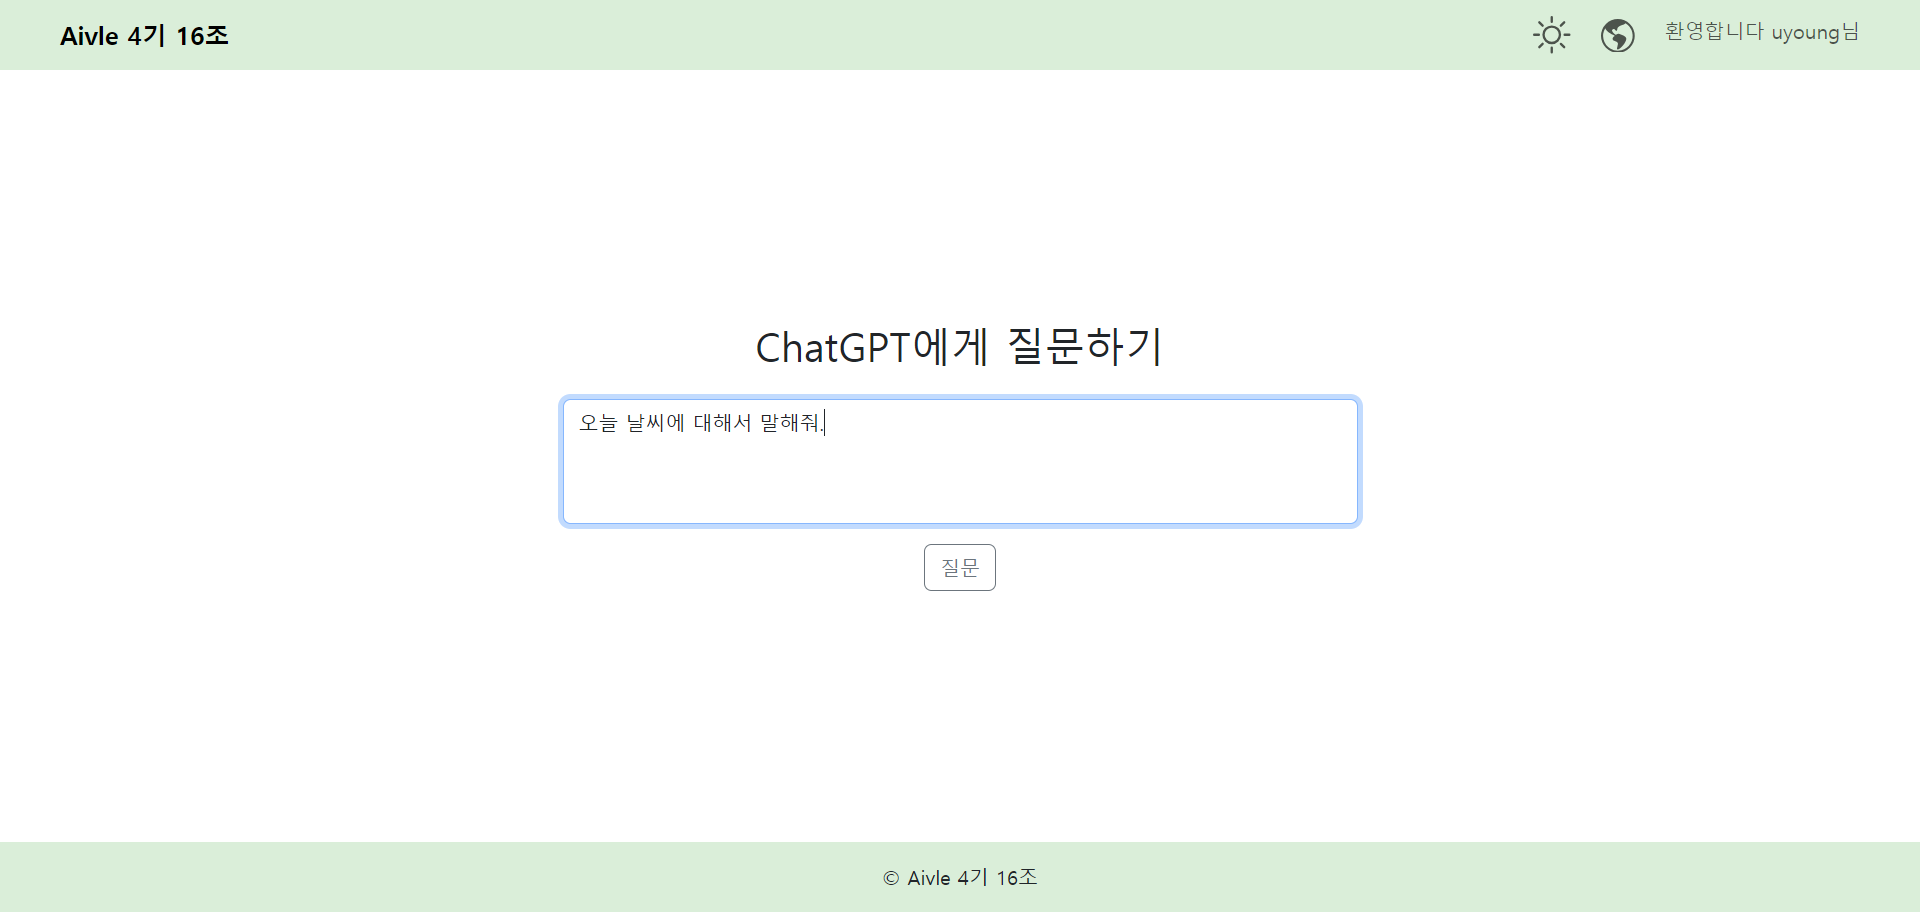 Aivle 4기 16조
환영합니다 uyoung님
ChatGPT에게 질문하기
오늘 날씨에 대해서 말해줘.
질문
© Aivle 4기 16조